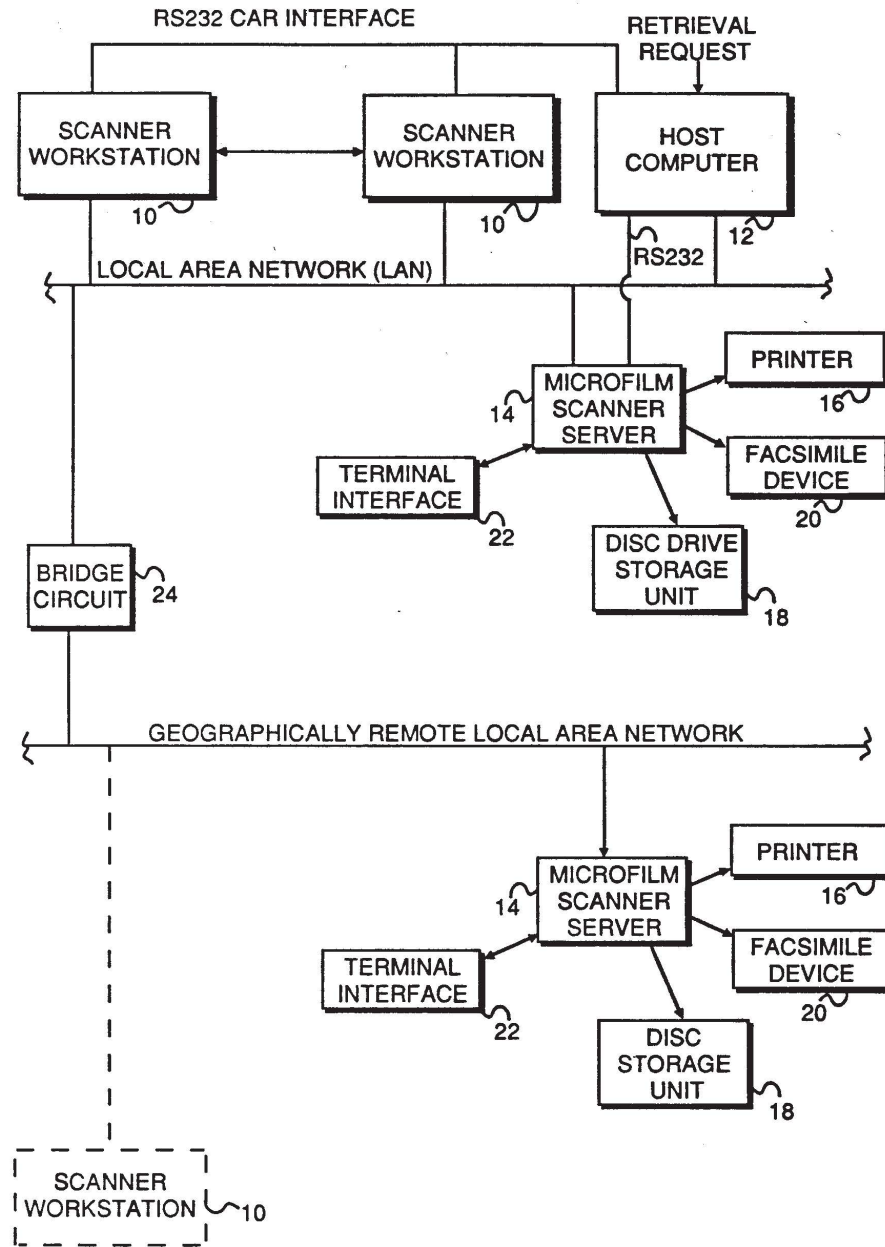 RS232 CAR INTERFACE
RETRIEVAL
REQUEST
SCANNER
WORKSTATION
10
SCANNER
WORKSTATION
10
HOST
COMPUTER
12
RS232
LOCAL AREA NETWORK (LAN)
MICROFILM
SCANNER
SERVER
14
PRINTER
16
FACSIMILE
DEVICE
20
TERMINAL
INTERFACE
22
DISC DRIVE
STORAGE
UNIT
18
BRIDGE
CIRCUIT
24
GEOGRAPHICALLY REMOTE LOCAL AREA NETWORK
MICROFILM
SCANNER
SERVER
14
PRINTER
16
FACSIMILE
DEVICE
20
TERMINAL
INTERFACE
22
DISC
STORAGE
UNIT
18
SCANNER
WORKSTATION
10